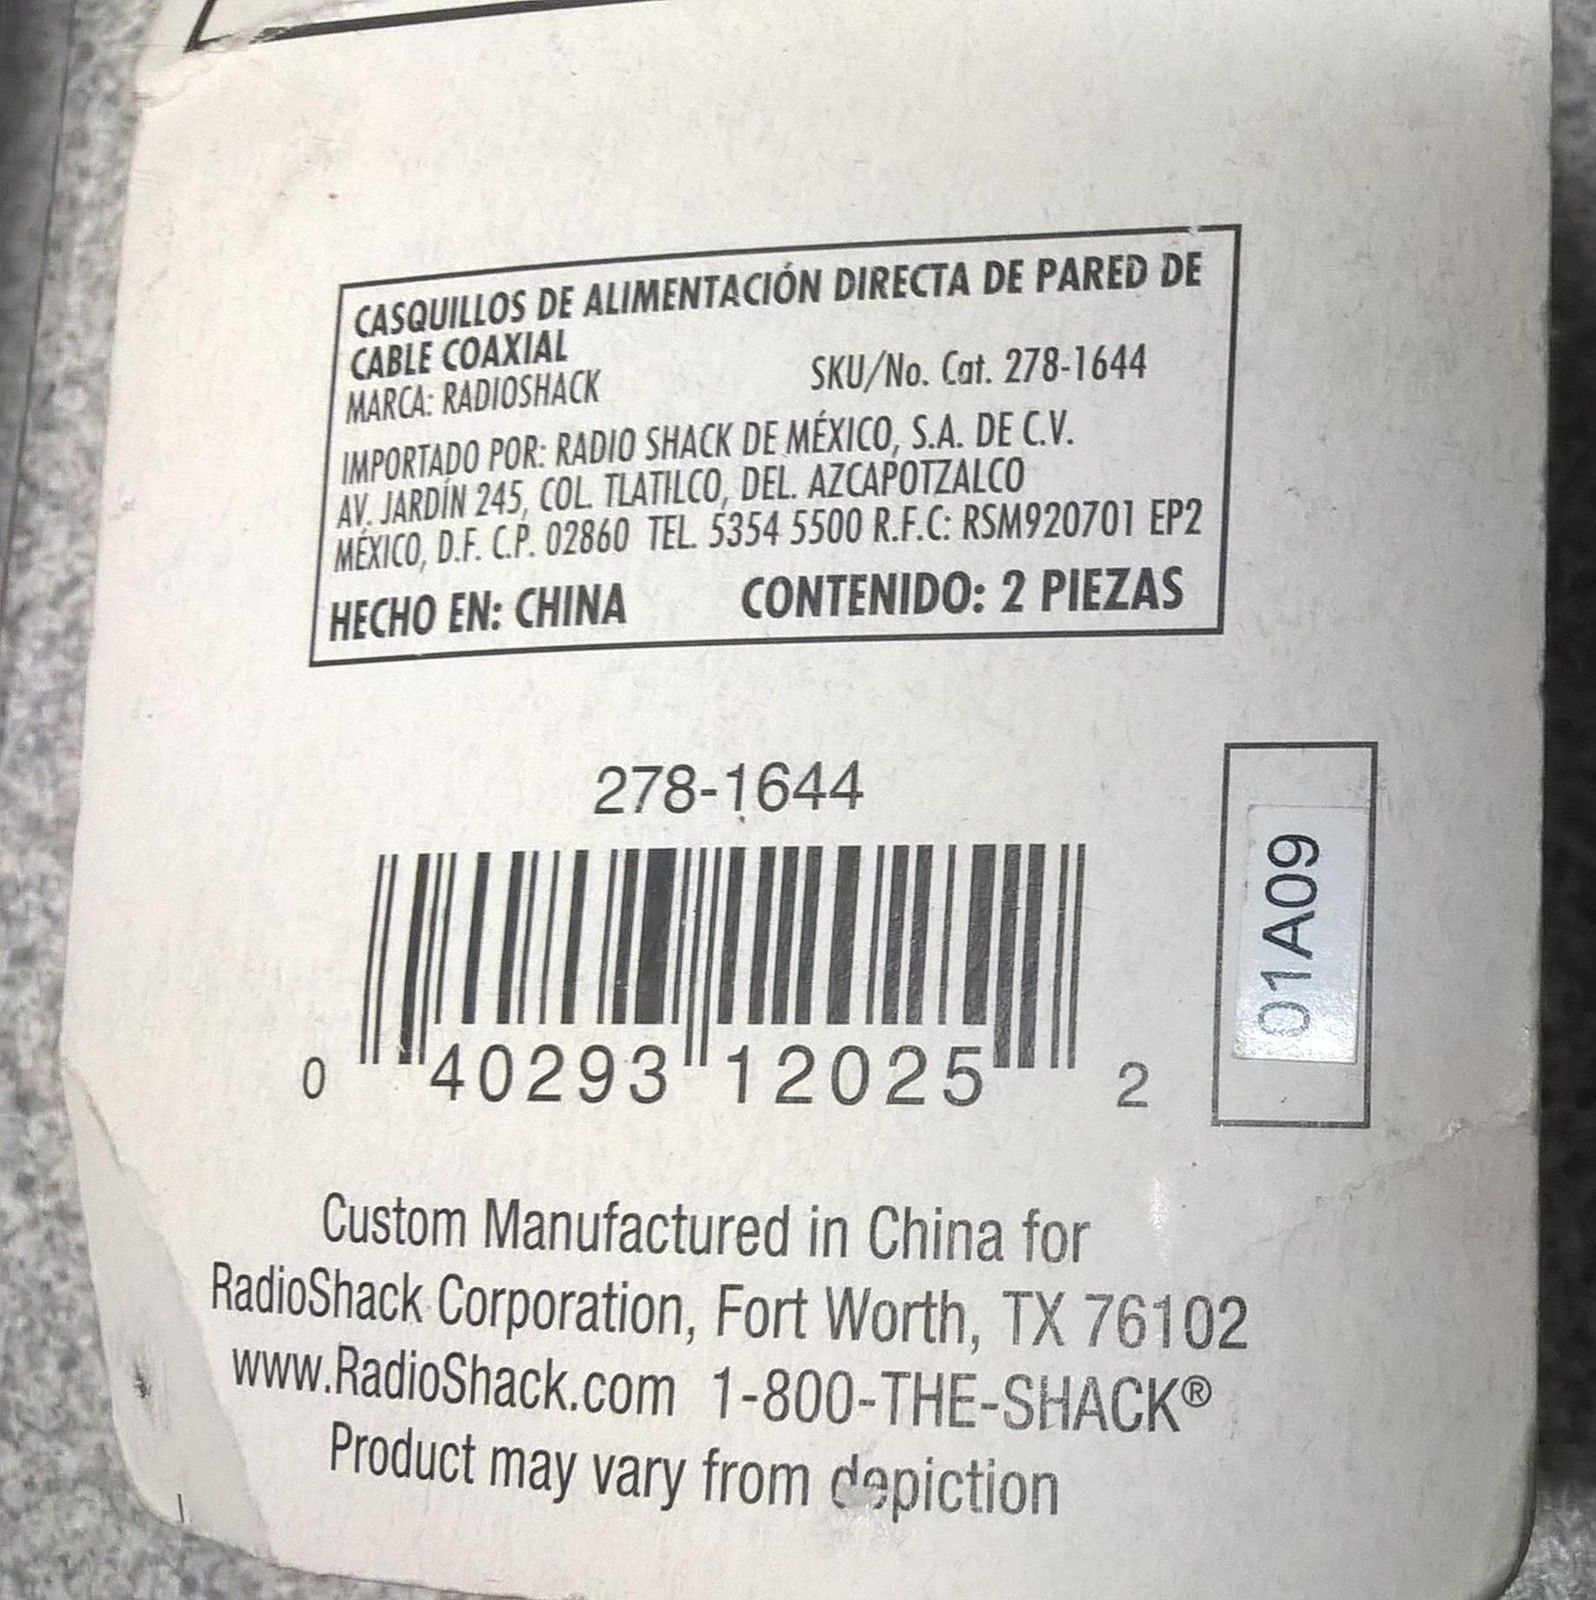 CASQUILLOS DE ALIMENTACIÓN DIRECTA DE PARED DE
CABLE COAXIAL
MARCA: RADIOSHACK SKU/No. Cat. 278-1644
IMPORTADO POR: RADIO SHACK DE MÉXICO, S.A. DE C.V.
AV. JARDÍN 245, COL. TLATILCO, DEL. AZCAPOTZALCO
MÉXICO, D.F. C.P. 02860 TEL. 5354 5500 R.F.C: RSM920701 EP2
HECHO EN: CHINA CONTENIDO: 2 PIEZAS
278-1644
0 40293 12025 2
01A09
Custom Manufactured in China for
RadioShack Corporation, Fort Worth, TX 76102
www.RadioShack.com 1-800-THE-SHACK®
Product may vary from depiction